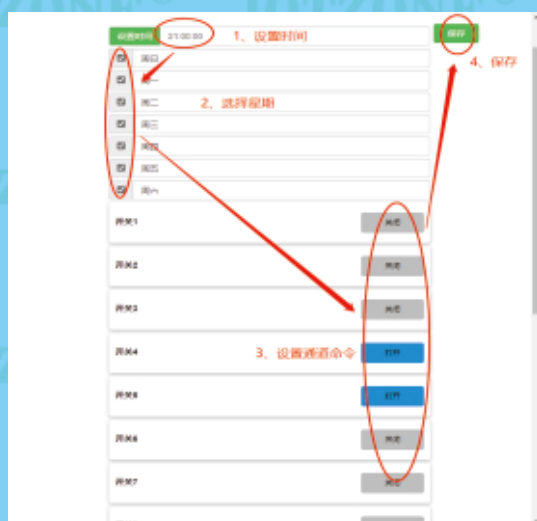 设置时间 21:00:00 1、设置时间 保存
4、保存
周日
周一
周二 2、选择星期
周三
周四
周五
周六
开关1 关闭
开关2 关闭
开关3 关闭
开关4 3、设置通道命令 打开
开关5 打开
开关6 关闭
开关7 关闭